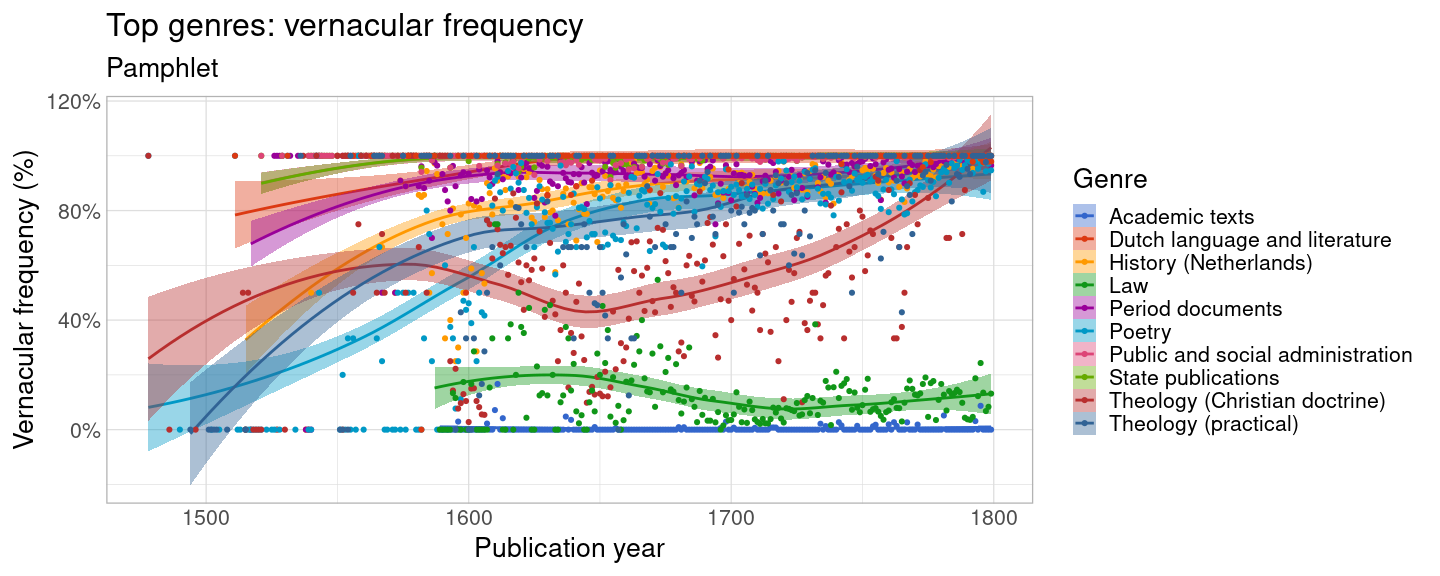 Top genres: vernacular frequency
Pamphlet
120%
80%
40%
0%
Vernacular frequency (%)
1500
1600
1700
1800
Publication year
Genre
Academic texts
Dutch language and literature
History (Netherlands)
Law
Period documents
Poetry
Public and social administration
State publications
Theology (Christian doctrine)
Theology (practical)